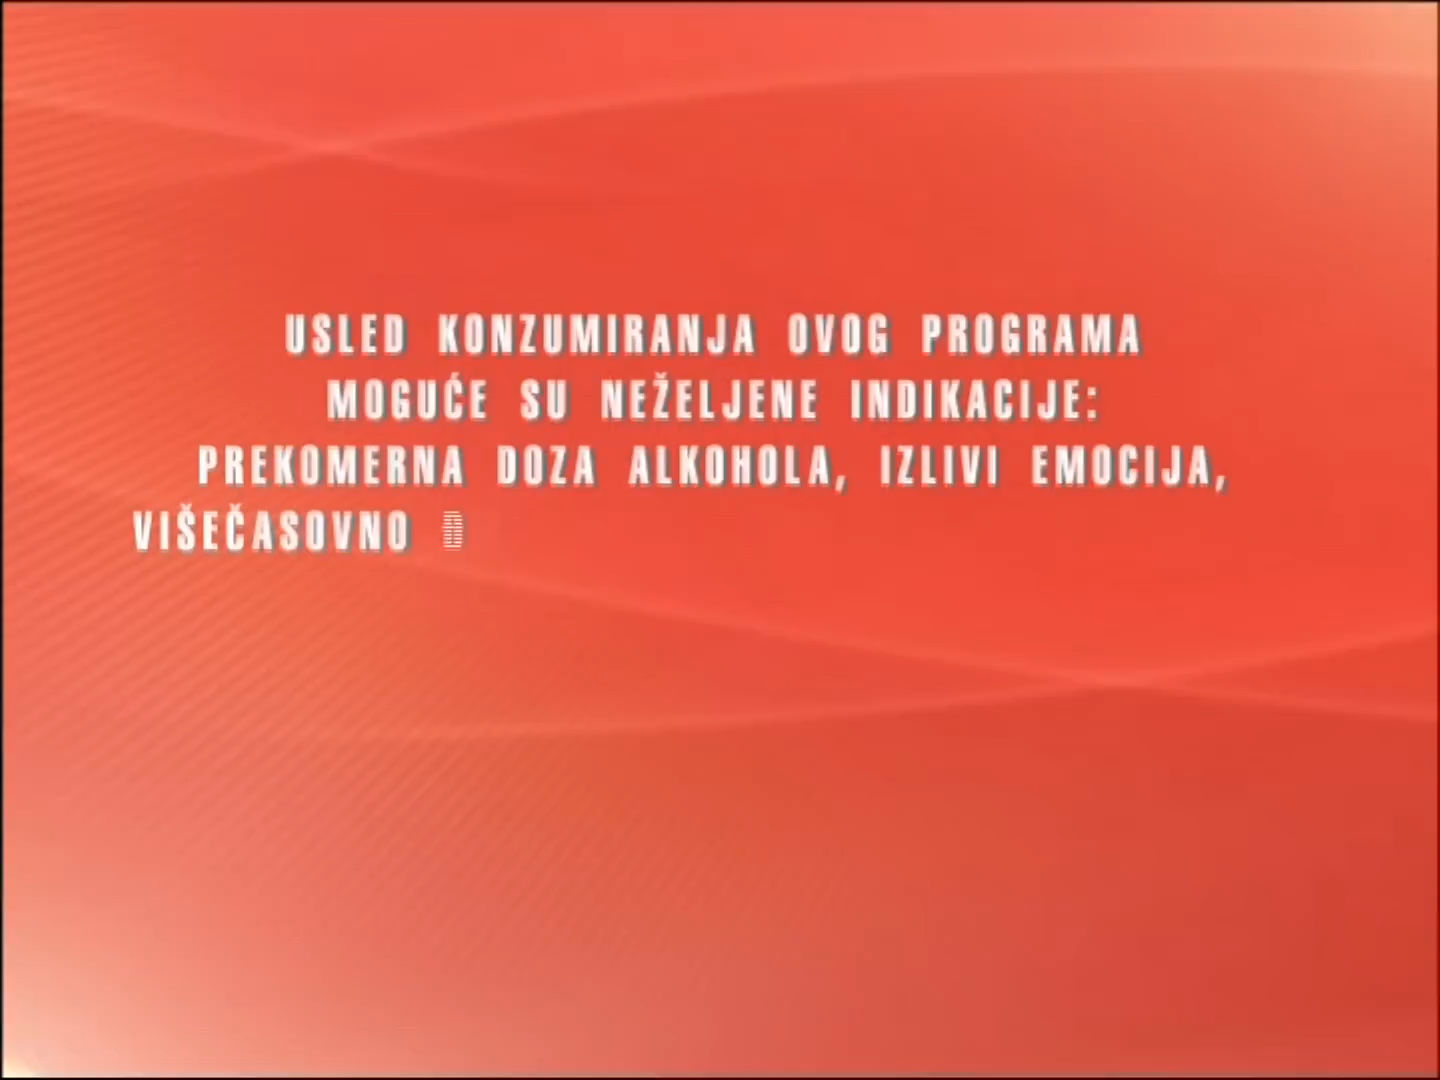 USLED KONZUMIRANJA OVOG PROGRAMA
MOGUĆE SU NEŽELJENE INDIKACIJE:
PREKOMERNA DOZA ALKOHOLA, IZLIVI EMOCIJA,
VIŠEČASOVNO